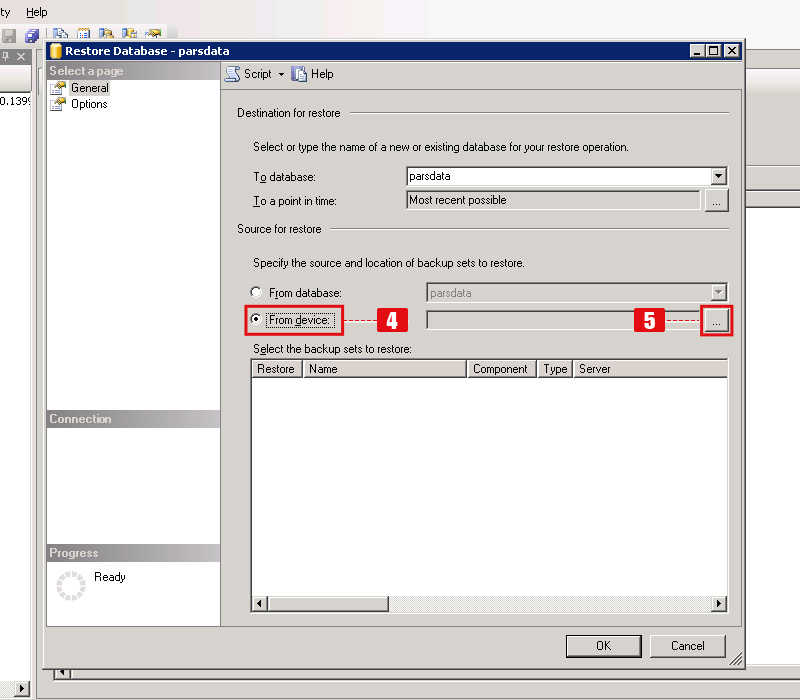 ty Help
Restore Database - parsdata
Select a page
General
Options
Script Help
Destination for restore
Select or type the name of a new or existing database for your restore operation.
To database: parsdata
To a point in time: Most recent possible ...
Source for restore
Specify the source and location of backup sets to restore.
From database: parsdata
From device: 4 5 ...
Select the backup sets to restore:
Restore Name Component Type Server
Connection
Progress
Ready
OK Cancel
0.1399